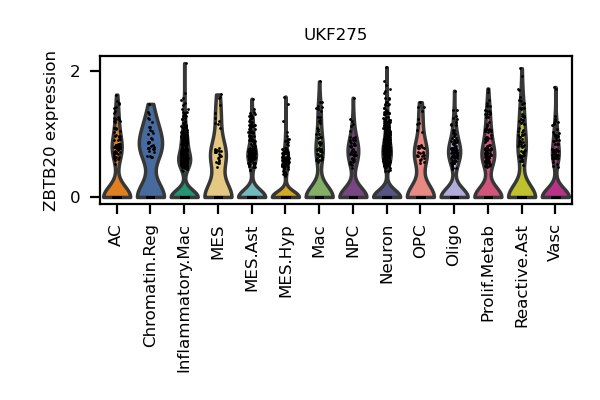 UKF275
ZBTB20 expression
2
0
AC
Chromatin.Reg
Inflammatory.Mac
MES
MES.Ast
MES.Hyp
Mac
NPC
Neuron
OPC
Oligo
Prolif.Metab
Reactive.Ast
Vasc